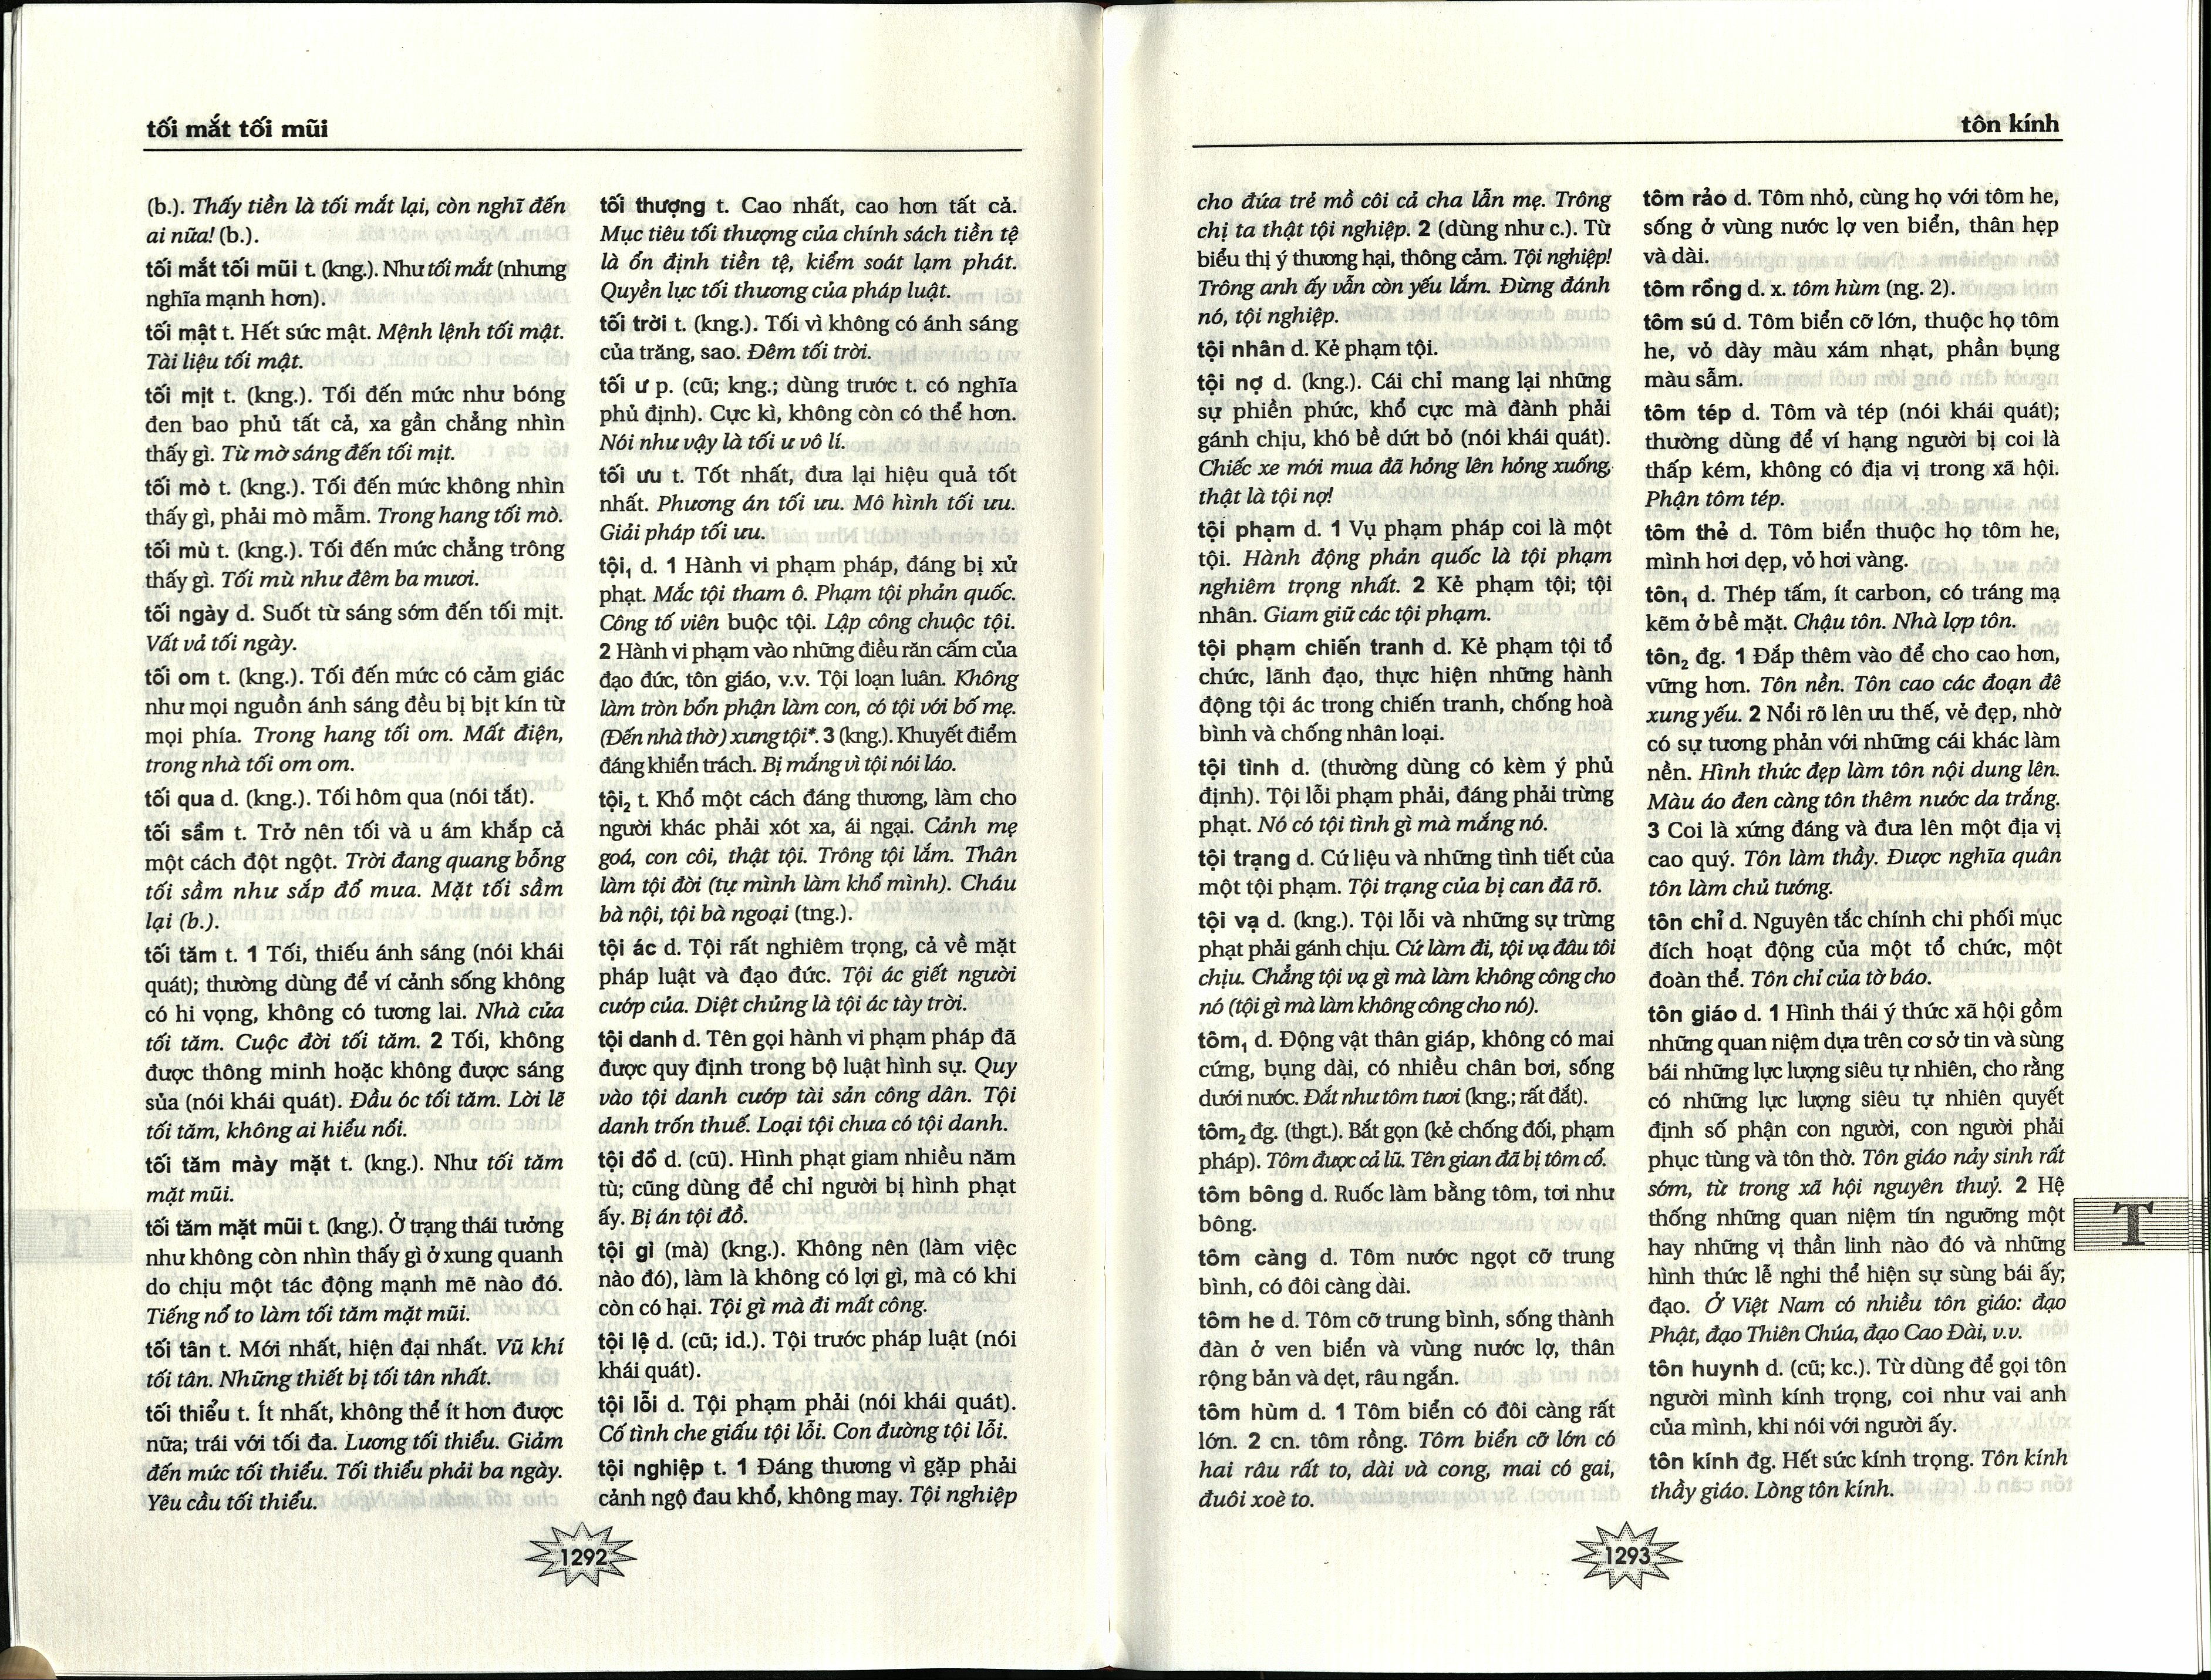 tối mắt tối mũi
(b.). Thấy tiền là tối mắt lại, còn nghĩ đến
ai nữa! (b.).
tối mắt tối mũi t. (kng.). Như tối mắt (nhưng
nghĩa mạnh hơn).
tối mật t. Hết sức mật. Mệnh lệnh tối mật.
Tài liệu tối mật.
tối mịt t. (kng.). Tối đến mức như bóng
đen bao phủ tất cả, xa gần chẳng nhìn
thấy gì. Từ mờ sáng đến tối mịt.
tối mò t. (kng.). Tối đến mức không nhìn
thấy gì, phải mò mẫm. Trong hang tối mò.
tối mù t. (kng.). Tối đến mức chẳng trông
thấy gì. Tối mù như đêm ba mươi.
tối ngày d. Suốt từ sáng sớm đến tối mịt.
Vất vả tối ngày.
tối om t. (kng.). Tối đến mức có cảm giác
như mọi nguồn ánh sáng đều bị bịt kín từ
mọi phía. Trong hang tối om. Mất điện,
trong nhà tối om om.
tối qua d. (kng.). Tối hôm qua (nói tắt).
tối sầm t. Trở nên tối và u ám khắp cả
một cách đột ngột. Trời đang quang bỗng
tối sầm như sắp đổ mưa. Mặt tối sầm
lại (b.).
tối tăm t. 1 Tối, thiếu ánh sáng (nói khái
quát); thường dùng để ví cảnh sống không
có hi vọng, không có tương lai. Nhà cửa
tối tăm. Cuộc đời tối tăm. 2 Tối, không
được thông minh hoặc không được sáng
sủa (nói khái quát). Đầu óc tối tăm. Lời lẽ
tối tăm, không ai hiểu nổi.
tối tăm mày mặt t. (kng.). Như tối tăm
mặt mũi.
tối tăm mặt mũi t. (kng.). Ở trạng thái tưởng
như không còn nhìn thấy gì ở xung quanh
do chịu một tác động mạnh mẽ nào đó.
Tiếng nổ to làm tối tăm mặt mũi.
tối tân t. Mới nhất, hiện đại nhất. Vũ khí
tối tân. Những thiết bị tối tân nhất.
tối thiểu t. Ít nhất, không thể ít hơn được
nữa; trái với tối đa. Lương tối thiểu. Giảm
đến mức tối thiểu. Tối thiểu phải ba ngày.
Yêu cầu tối thiểu.
tối thượng t. Cao nhất, cao hơn tất cả.
Mục tiêu tối thượng của chính sách tiền tệ
là ổn định tiền tệ, kiểm soát lạm phát.
Quyền lực tối thương của pháp luật.
tối trời t. (kng.). Tối vì không có ánh sáng
của trăng, sao. Đêm tối trời.
tối ư p. (cũ; kng.; dùng trước t. có nghĩa
phủ định). Cực kì, không còn có thể hơn.
Nói như vậy là tối ư vô lí.
tối ưu t. Tốt nhất, đưa lại hiệu quả tốt
nhất. Phương án tối ưu. Mô hình tối ưu.
Giải pháp tối ưu.
tội₁ d. 1 Hành vi phạm pháp, đáng bị xử
phạt. Mắc tội tham ô. Phạm tội phản quốc.
Công tố viên buộc tội. Lập công chuộc tội.
2 Hành vi phạm vào những điều răn cấm của
đạo đức, tôn giáo, v.v. Tội loạn luân. Không
làm tròn bổn phận làm con, có tội với bố mẹ.
(Đến nhà thờ) xưng tội*. 3 (kng.). Khuyết điểm
đáng khiển trách. Bị mắng vì tội nói láo.
tội₂ t. Khổ một cách đáng thương, làm cho
người khác phải xót xa, ái ngại. Cảnh mẹ
goá, con côi, thật tội. Trông tội lắm. Thân
làm tội đời (tự mình làm khổ mình). Cháu
bà nội, tội bà ngoại (tng.).
tội ác d. Tội rất nghiêm trọng, cả về mặt
pháp luật và đạo đức. Tội ác giết người
cướp của. Diệt chủng là tội ác tày trời.
tội danh d. Tên gọi hành vi phạm pháp đã
được quy định trong bộ luật hình sự. Quy
vào tội danh cướp tài sản công dân. Tội
danh trốn thuế. Loại tội chưa có tội danh.
tội đồ d. (cũ). Hình phạt giam nhiều năm
tù; cũng dùng để chỉ người bị hình phạt
ấy. Bị án tội đồ.
tội gì (mà) (kng.). Không nên (làm việc
nào đó), làm là không có lợi gì, mà có khi
còn có hại. Tội gì mà đi mất công.
tội lệ d. (cũ; id.). Tội trước pháp luật (nói
khái quát).
tội lỗi d. Tội phạm phải (nói khái quát).
Cố tình che giấu tội lỗi. Con đường tội lỗi.
tội nghiệp t. 1 Đáng thương vì gặp phải
cảnh ngộ đau khổ, không may. Tội nghiệp
1292
tôn kính
cho đứa trẻ mồ côi cả cha lẫn mẹ. Trông
chị ta thật tội nghiệp. 2 (dùng như c.). Từ
biểu thị ý thương hại, thông cảm. Tội nghiệp!
Trông anh ấy vẫn còn yếu lắm. Đừng đánh
nó, tội nghiệp.
tội nhân d. Kẻ phạm tội.
tội nợ d. (kng.). Cái chỉ mang lại những
sự phiền phức, khổ cực mà đành phải
gánh chịu, khó bề dứt bỏ (nói khái quát).
Chiếc xe mới mua đã hỏng lên hỏng xuống,
thật là tội nợ!
tội phạm d. 1 Vụ phạm pháp coi là một
tội. Hành động phản quốc là tội phạm
nghiêm trọng nhất. 2 Kẻ phạm tội; tội
nhân. Giam giữ các tội phạm.
tội phạm chiến tranh d. Kẻ phạm tội tổ
chức, lãnh đạo, thực hiện những hành
động tội ác trong chiến tranh, chống hoà
bình và chống nhân loại.
tội tình d. (thường dùng có kèm ý phủ
định). Tội lỗi phạm phải, đáng phải trừng
phạt. Nó có tội tình gì mà mắng nó.
tội trạng d. Cứ liệu và những tình tiết của
một tội phạm. Tội trạng của bị can đã rõ.
tội vạ d. (kng.). Tội lỗi và những sự trừng
phạt phải gánh chịu. Cứ làm đi, tội vạ đâu tôi
chịu. Chẳng tội vạ gì mà làm không công cho
nó (tội gì mà làm không công cho nó).
tôm₁ d. Động vật thân giáp, không có mai
cứng, bụng dài, có nhiều chân bơi, sống
dưới nước. Đắt như tôm tươi (kng.; rất đắt).
tôm₂ đg. (thgt.). Bắt gọn (kẻ chống đối, phạm
pháp). Tôm được cả lũ. Tên gian đã bị tôm cổ.
tôm bông d. Ruốc làm bằng tôm, tơi như
bông.
tôm càng d. Tôm nước ngọt cỡ trung
bình, có đôi càng dài.
tôm he d. Tôm cỡ trung bình, sống thành
đàn ở ven biển và vùng nước lợ, thân
rộng bản và dẹt, râu ngắn.
tôm hùm d. 1 Tôm biển có đôi càng rất
lớn. 2 cn. tôm rồng. Tôm biển cỡ lớn có
hai râu rất to, dài và cong, mai có gai,
đuôi xoè to.
tôm rảo d. Tôm nhỏ, cùng họ với tôm he,
sống ở vùng nước lợ ven biển, thân hẹp
và dài.
tôm rồng d. x. tôm hùm (ng. 2).
tôm sú d. Tôm biển cỡ lớn, thuộc họ tôm
he, vỏ dày màu xám nhạt, phần bụng
màu sẫm.
tôm tép d. Tôm và tép (nói khái quát);
thường dùng để ví hạng người bị coi là
thấp kém, không có địa vị trong xã hội.
Phận tôm tép.
tôm thẻ d. Tôm biển thuộc họ tôm he,
mình hơi dẹp, vỏ hơi vàng.
tôn₁ d. Thép tấm, ít carbon, có tráng mạ
kẽm ở bề mặt. Chậu tôn. Nhà lợp tôn.
tôn₂ đg. 1 Đắp thêm vào để cho cao hơn,
vững hơn. Tôn nền. Tôn cao các đoạn đê
xung yếu. 2 Nổi rõ lên ưu thế, vẻ đẹp, nhờ
có sự tương phản với những cái khác làm
nền. Hình thức đẹp làm tôn nội dung lên.
Màu áo đen càng tôn thêm nước da trắng.
3 Coi là xứng đáng và đưa lên một địa vị
cao quý. Tôn làm thầy. Được nghĩa quân
tôn làm chủ tướng.
tôn chỉ d. Nguyên tắc chính chi phối mục
đích hoạt động của một tổ chức, một
đoàn thể. Tôn chỉ của tờ báo.
tôn giáo d. 1 Hình thái ý thức xã hội gồm
những quan niệm dựa trên cơ sở tin và sùng
bái những lực lượng siêu tự nhiên, cho rằng
có những lực lượng siêu tự nhiên quyết
định số phận con người, con người phải
phục tùng và tôn thờ. Tôn giáo nảy sinh rất
sớm, từ trong xã hội nguyên thuỷ. 2 Hệ
thống những quan niệm tín ngưỡng một
hay những vị thần linh nào đó và những
hình thức lễ nghi thể hiện sự sùng bái ấy;
đạo. Ở Việt Nam có nhiều tôn giáo: đạo
Phật, đạo Thiên Chúa, đạo Cao Đài, v.v.
tôn huynh d. (cũ; kc.). Từ dùng để gọi tôn
người mình kính trọng, coi như vai anh
của mình, khi nói với người ấy.
tôn kính đg. Hết sức kính trọng. Tôn kính
thầy giáo. Lòng tôn kính.
T
1293